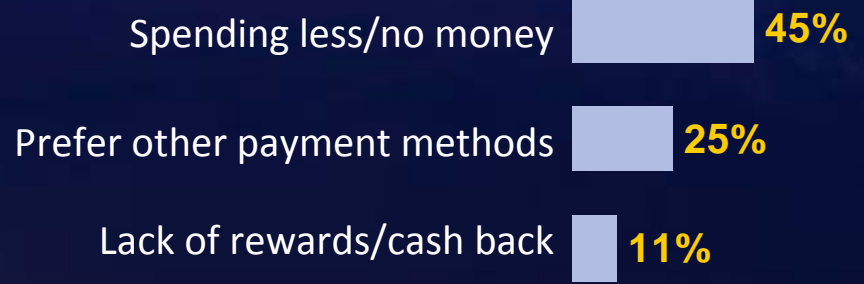 Spending less/no money 45%
Prefer other payment methods 25%
Lack of rewards/cash back 11%